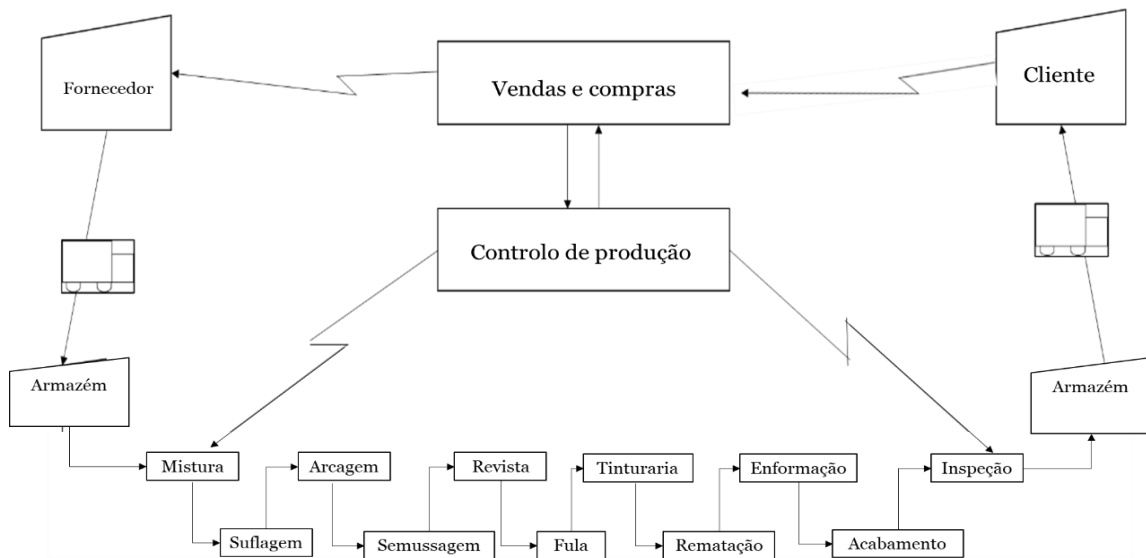 Fornecedor
Vendas e compras
Cliente
Controlo de produção
Armazém
Armazém
Mistura
Arcagem
Revista
Tinturaria
Enformação
Inspeção
Suflagem
Semussagem
Fula
Rematação
Acabamento